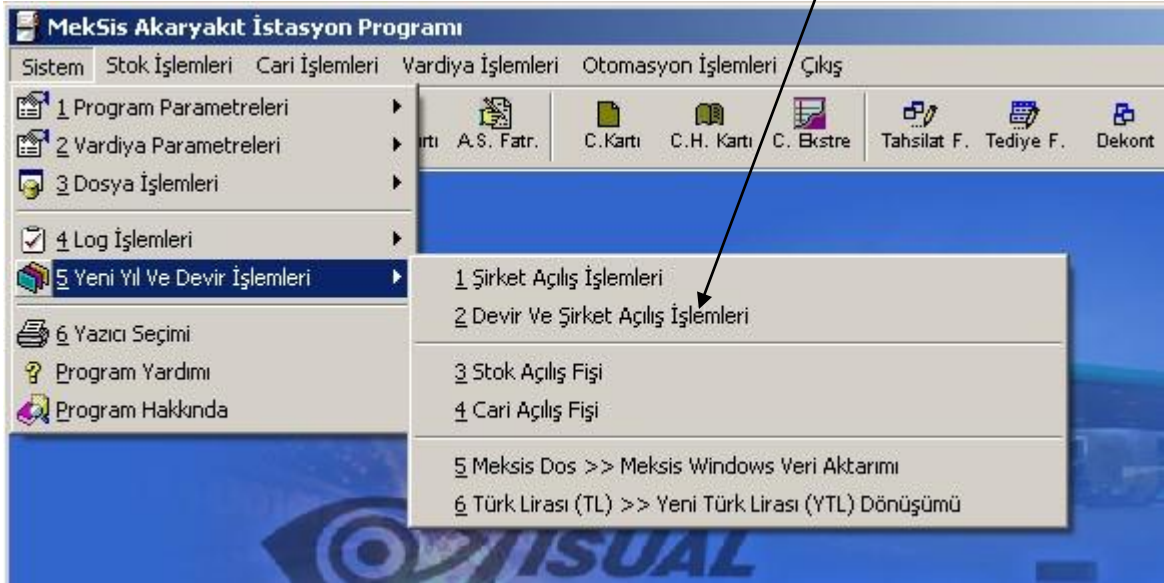 MekSis Akaryakıt İstasyon Programı
Sistem Stok İşlemleri Cari İşlemleri Vardiya İşlemleri Otomasyon İşlemleri Çıkış
1 Program Parametreleri
2 Vardiya Parametreleri
3 Dosya İşlemleri
4 Log İşlemleri
5 Yeni Yıl Ve Devir İşlemleri
6 Yazıcı Seçimi
Program Yardımı
Program Hakkında
A.S. Fatr. C.Kartı C.H. Kartı C. Ekstre Tahsilat F. Tediye F. Dekont
1 Şirket Açılış İşlemleri
2 Devir Ve Şirket Açılış İşlemleri
3 Stok Açılış Fişi
4 Cari Açılış Fişi
5 Meksis Dos >> Meksis Windows Veri Aktarımı
6 Türk Lirası (TL) >> Yeni Türk Lirası (YTL) Dönüşümü